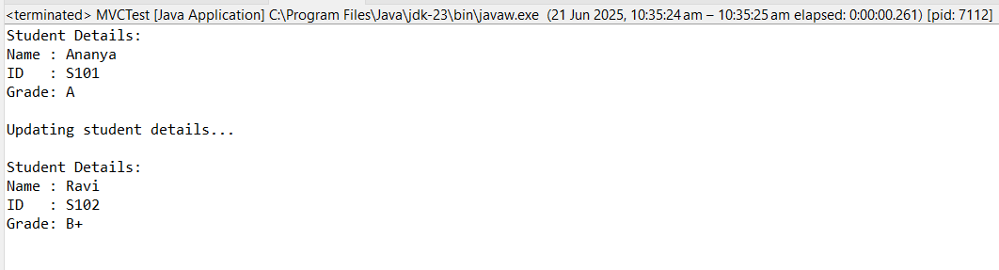 <terminated> MVCTest [Java Application] C:\Program Files\Java\jdk-23\bin\javaw.exe (21 Jun 2025, 10:35:24 am – 10:35:25 am elapsed: 0:00:00.261) [pid: 7112]
Student Details:
Name : Ananya
ID   : S101
Grade: A
Updating student details...
Student Details:
Name : Ravi
ID   : S102
Grade: B+